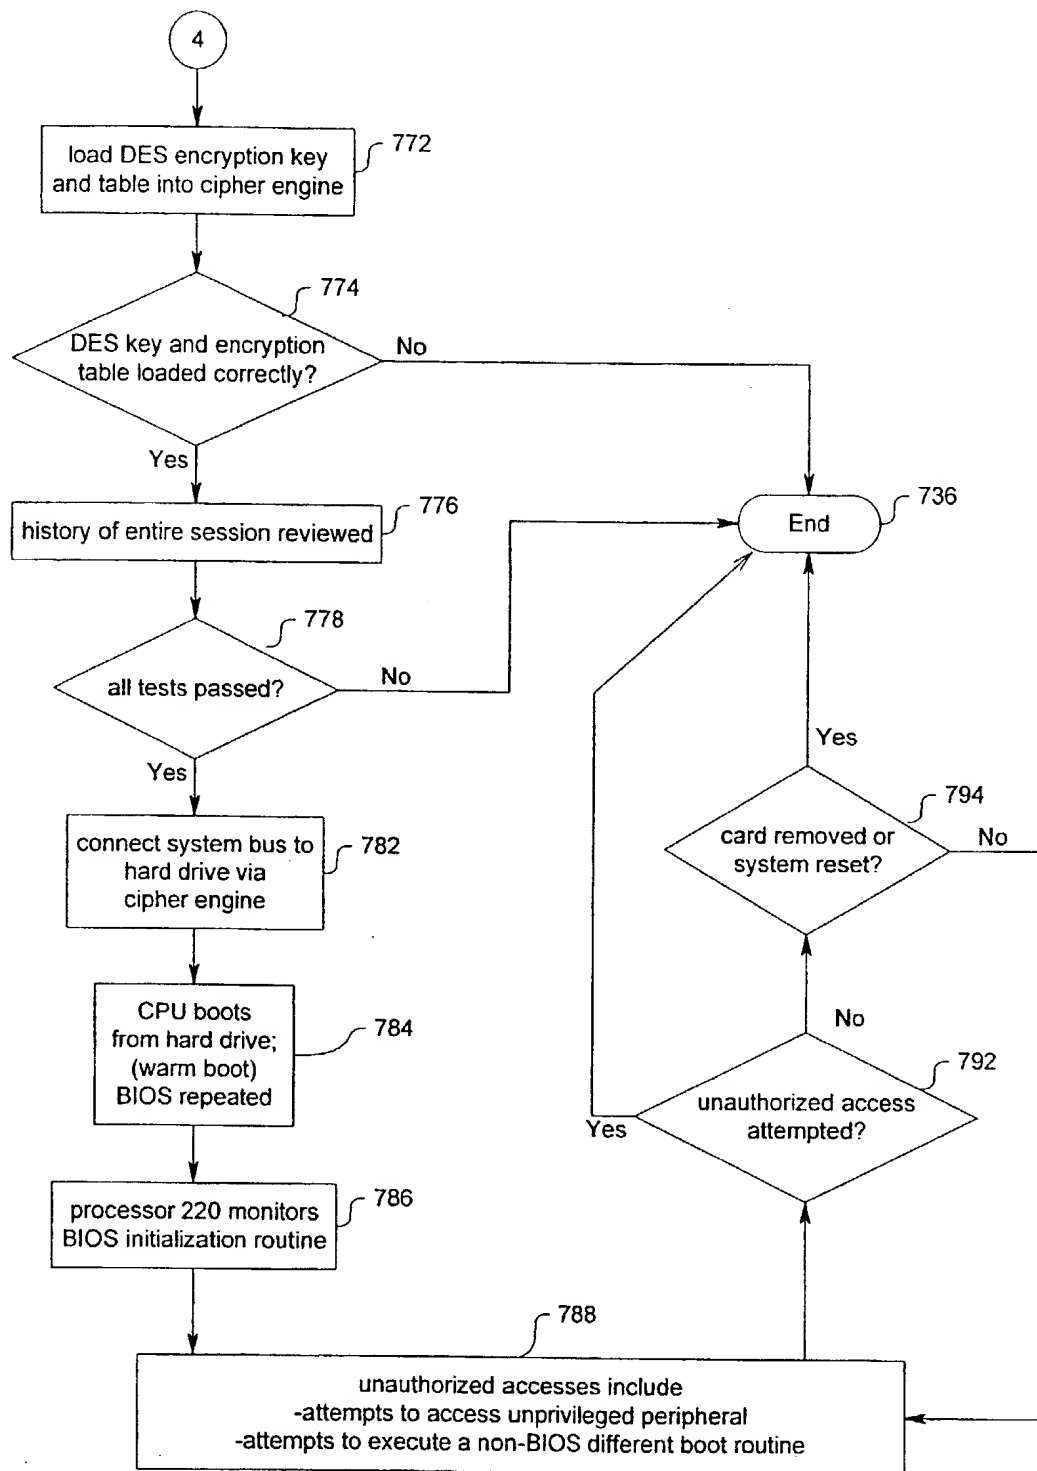 4
load DES encryption key
and table into cipher engine
772
774
DES key and encryption
table loaded correctly?
No
Yes
history of entire session reviewed
776
End
736
778
all tests passed?
No
Yes
connect system bus to
hard drive via
cipher engine
782
CPU boots
from hard drive;
(warm boot)
BIOS repeated
784
processor 220 monitors
BIOS initialization routine
786
788
unauthorized accesses include
-attempts to access unprivileged peripheral
-attempts to execute a non-BIOS different boot routine
792
unauthorized access
attempted?
Yes
No
794
card removed or
system reset?
Yes
No